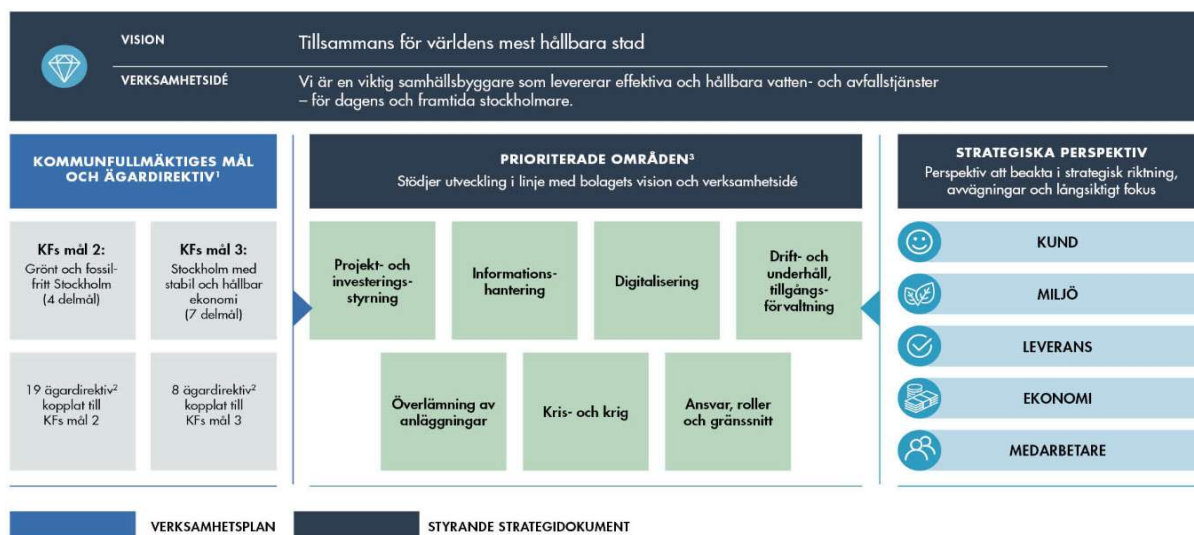 VISION
Tillsammans för världens mest hållbara stad
VERKSAMHETSIDÉ
Vi är en viktig samhällsbyggare som levererar effektiva och hållbara vatten- och avfallstjänster
– för dagens och framtida stockholmare.
KOMMUNFULLMÄKTIGES MÅL
OCH ÄGARDIREKTIV¹
KFs mål 2:
Grönt och fossil-
fritt Stockholm
(4 delmål)
KFs mål 3:
Stockholm med
stabil och hållbar
ekonomi
(7 delmål)
19 ägardirektiv²
kopplat till
KFs mål 2
8 ägardirektiv²
kopplat till
KFs mål 3
PRIORITERADE OMRÅDEN³
Stödjer utveckling i linje med bolagets vision och verksamhetsidé
Projekt- och
investerings-
styrning
Informations-
hantering
Digitalisering
Drift- och
underhåll,
tillgångs-
förvaltning
Överlämning av
anläggningar
Kris- och krig
Ansvar, roller
och gränssnitt
STRATEGISKA PERSPEKTIV
Perspektiv att beakta i strategisk riktning,
avvägningar och långsiktigt fokus
KUND
MILJÖ
LEVERANS
EKONOMI
MEDARBETARE
VERKSAMHETSPLAN
STYRANDE STRATEGIDOKUMENT